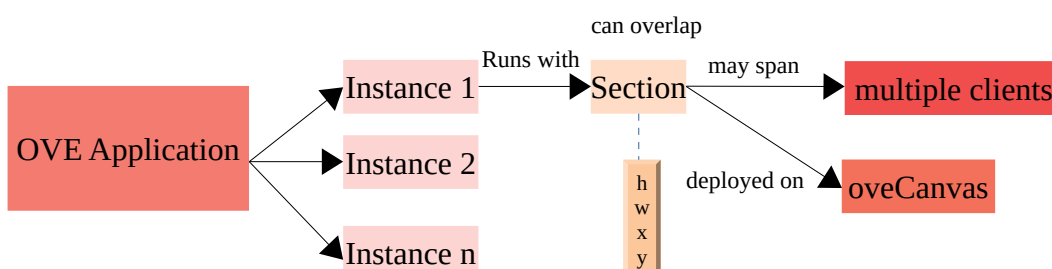 can overlap
Runs with
may span
Instance 1
Section
multiple clients
OVE Application
Instance 2
h
w
x
y
deployed on
oveCanvas
Instance n